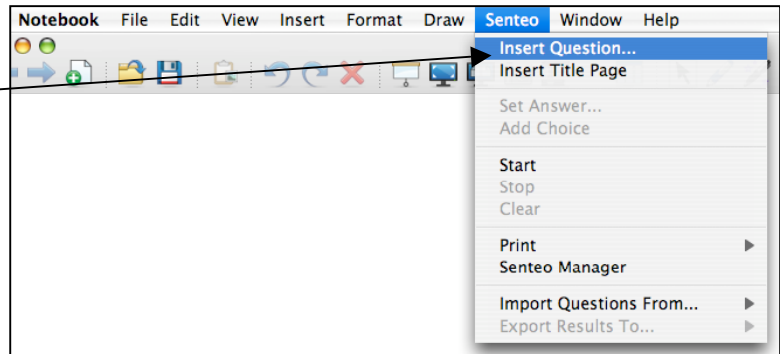 Notebook File Edit View Insert Format Draw Senteo Window Help
Insert Question...
Insert Title Page
Set Answer...
Add Choice
Start
Stop
Clear
Print
Senteo Manager
Import Questions From...
Export Results To...